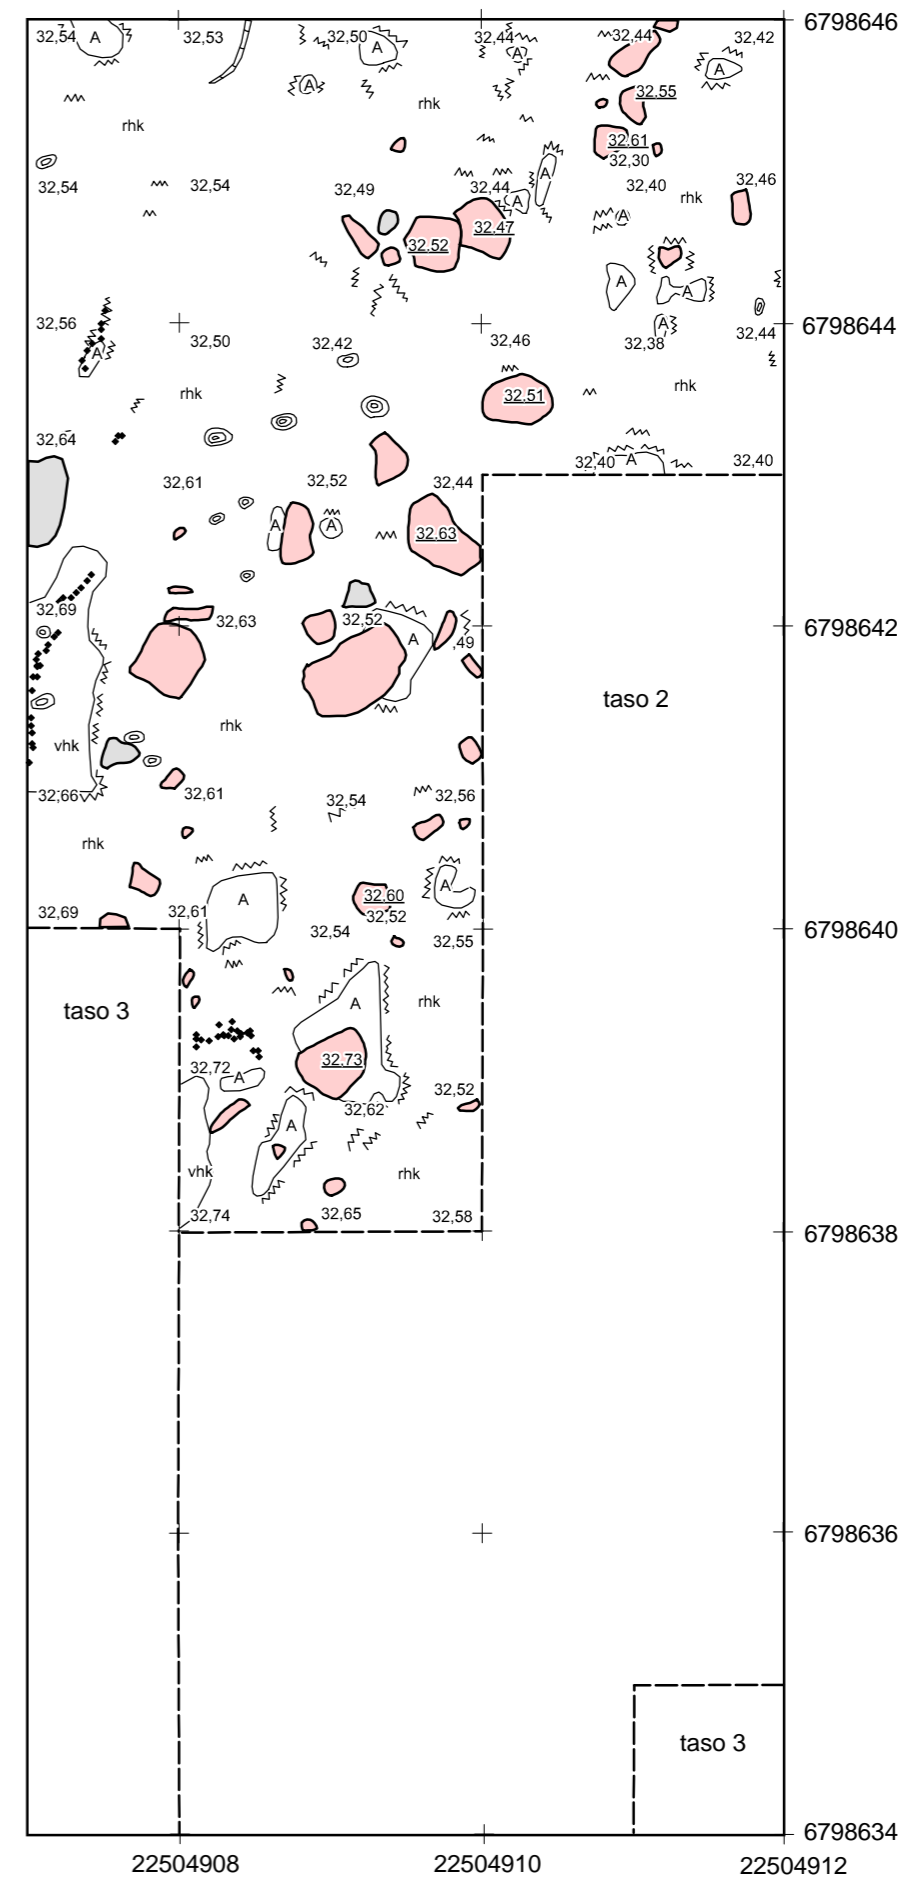 6798646
32,54 A 32,53 32,50 A 32,44 A 32,44 32,42
A A
32.55
rhk rhk
32.61
32,30
32,54 32,54 32,49 32,44 A 32,40 rhk 32,46
A A
32.52 32.47
A A
32,56 A 32,38 32,44 6798644
32,50 32,42 32,46
A
rhk 32.51 rhk
32,64
32,40 A 32,40
32,61 32,52 32,44
A A 32.63
32,69 32,63 32,52 A ,49 6798642
taso 2
vhk rhk
32,66 32,61 32,54 32,56
rhk
A 32.60 A
32,69 32,61 32,52
32,54 32,55 6798640
taso 3 A rhk
32,72 A 32.73
32,62 32,52
A
vhk rhk
32,74 32,65 32,58
6798638
6798636
taso 3
6798634
22504908 22504910 22504912